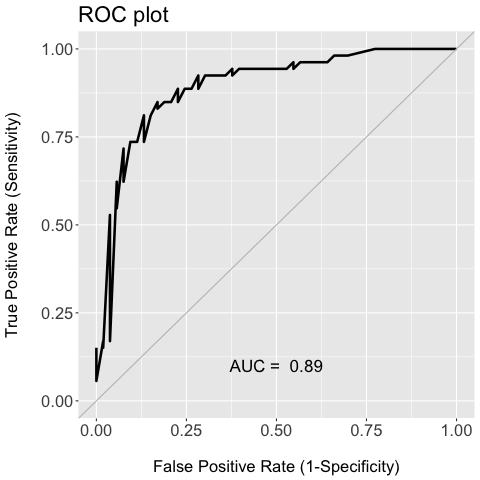 ROC plot
1.00
0.75
0.50
0.25
0.00
True Positive Rate (Sensitivity)
AUC =  0.89
0.00 0.25 0.50 0.75 1.00
False Positive Rate (1-Specificity)